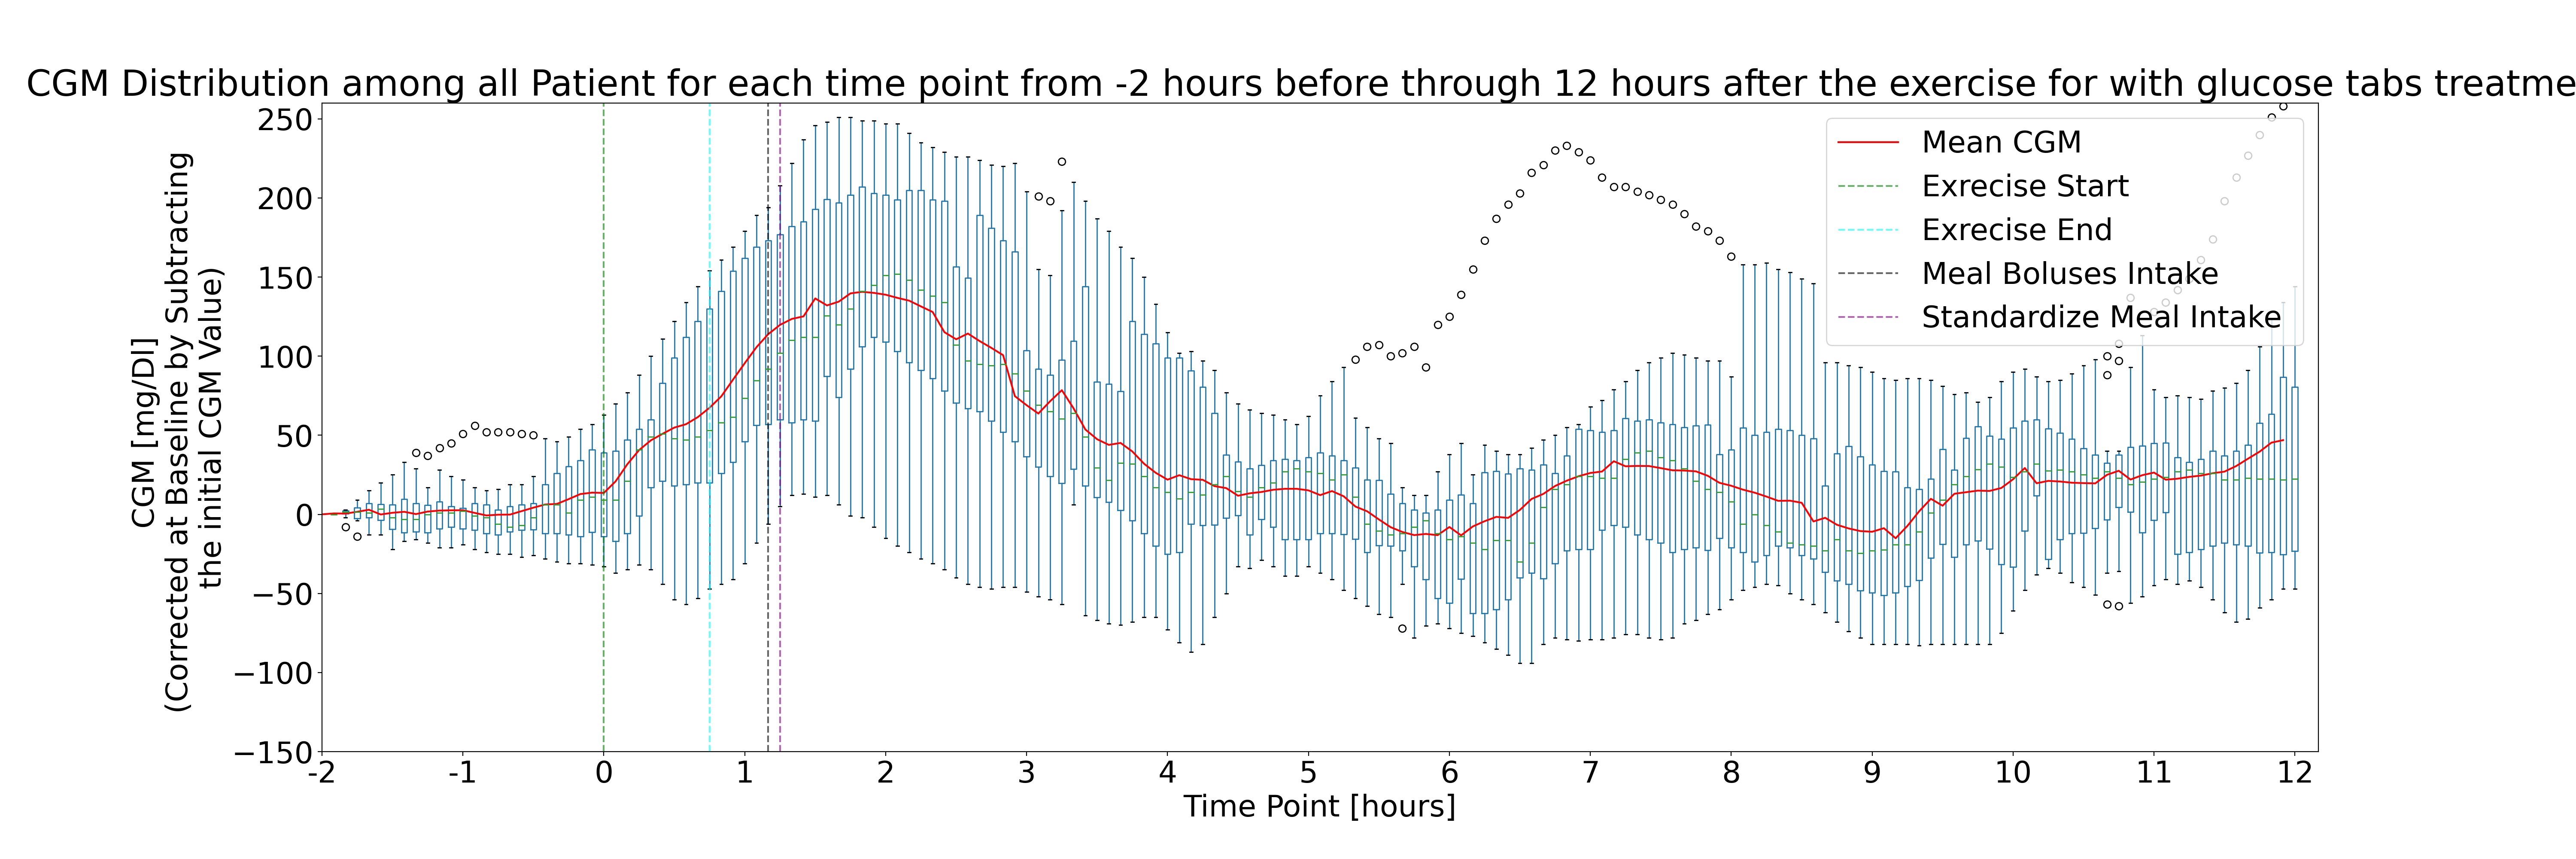 CGM Distribution among all Patient for each time point from -2 hours before through 12 hours after the exercise for with glucose tabs treatme
CGM [mg/Dl]
(Corrected at Baseline by Subtracting
the initial CGM Value)
250
200
150
100
50
0
−50
−100
−150
Mean CGM
Exrecise Start
Exrecise End
Meal Boluses Intake
Standardize Meal Intake
-2 -1 0 1 2 3 4 5 6 7 8 9 10 11 12
Time Point [hours]